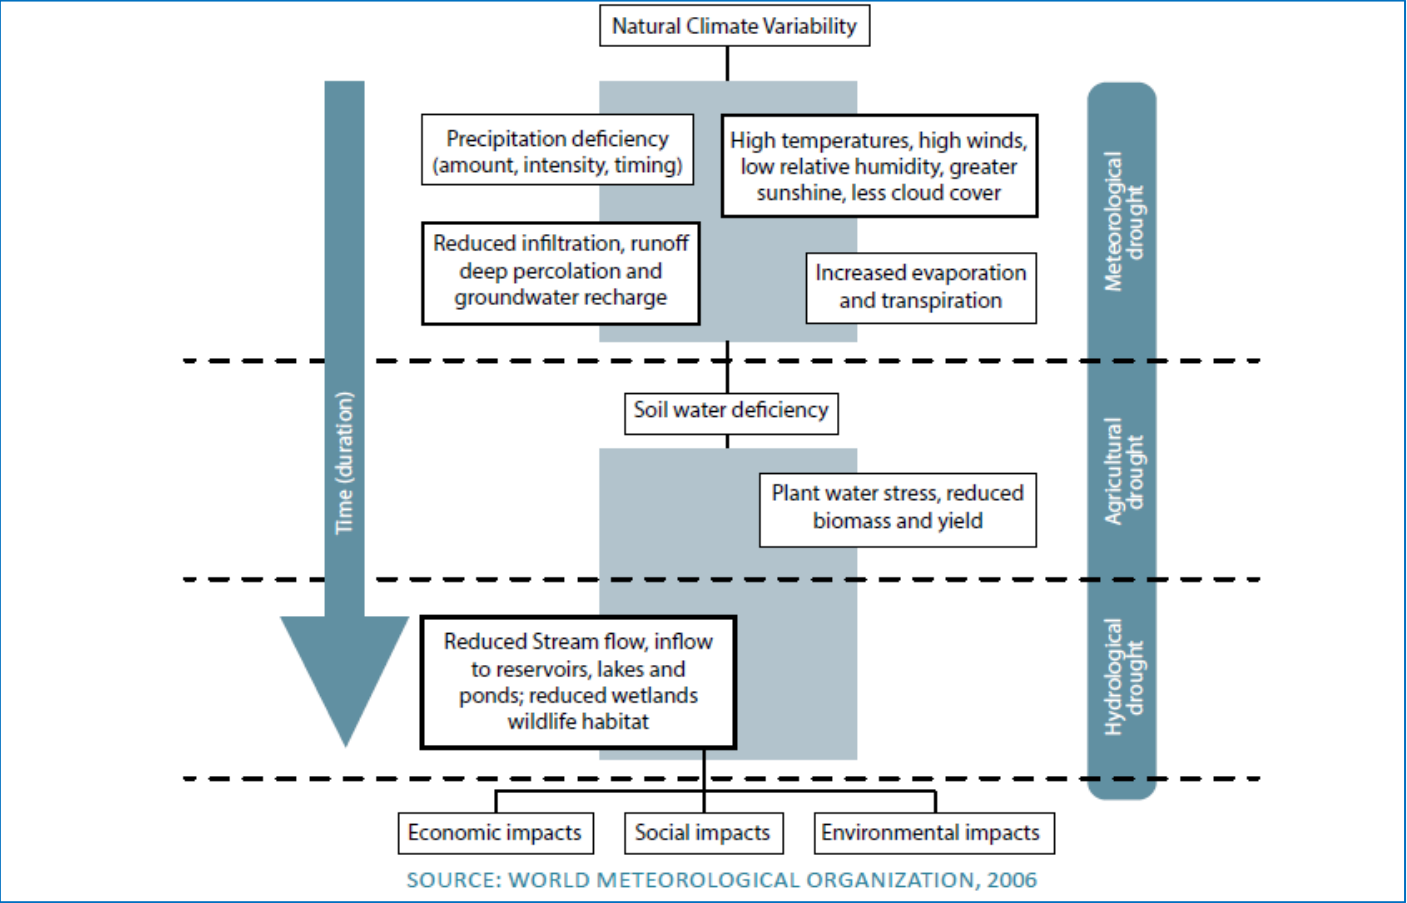 Natural Climate Variability
Precipitation deficiency
(amount, intensity, timing)
High temperatures, high winds,
low relative humidity, greater
sunshine, less cloud cover
Reduced infiltration, runoff
deep percolation and
groundwater recharge
Increased evaporation
and transpiration
Meteorological
drought
Time (duration)
Soil water deficiency
Plant water stress, reduced
biomass and yield
Agricultural
drought
Reduced Stream flow, inflow
to reservoirs, lakes and
ponds; reduced wetlands
wildlife habitat
Hydrological
drought
Economic impacts
Social impacts
Environmental impacts
SOURCE: WORLD METEOROLOGICAL ORGANIZATION, 2006